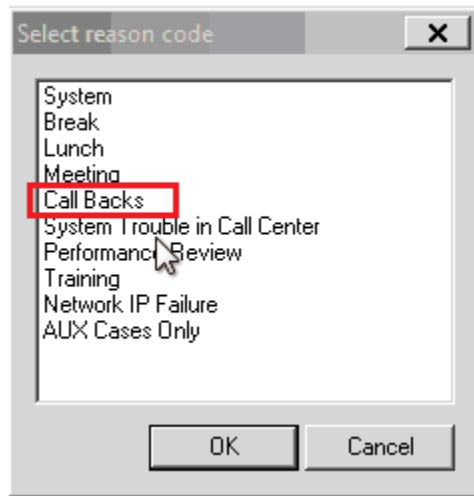 Select reason code
System
Break
Lunch
Meeting
Call Backs
System Trouble in Call Center
Performance Review
Training
Network IP Failure
AUX Cases Only
OK
Cancel